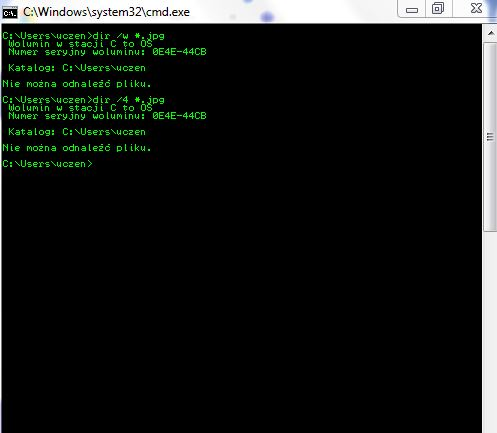 C:\Windows\system32\cmd.exe
C:\Users\uczen>dir /w *.jpg
Wolumin w stacji C to OS
Numer seryjny woluminu: 0E4E-44CB
Katalog: C:\Users\uczen
Nie można odnaleźć pliku.
C:\Users\uczen>dir /4 *.jpg
Wolumin w stacji C to OS
Numer seryjny woluminu: 0E4E-44CB
Katalog: C:\Users\uczen
Nie można odnaleźć pliku.
C:\Users\uczen>